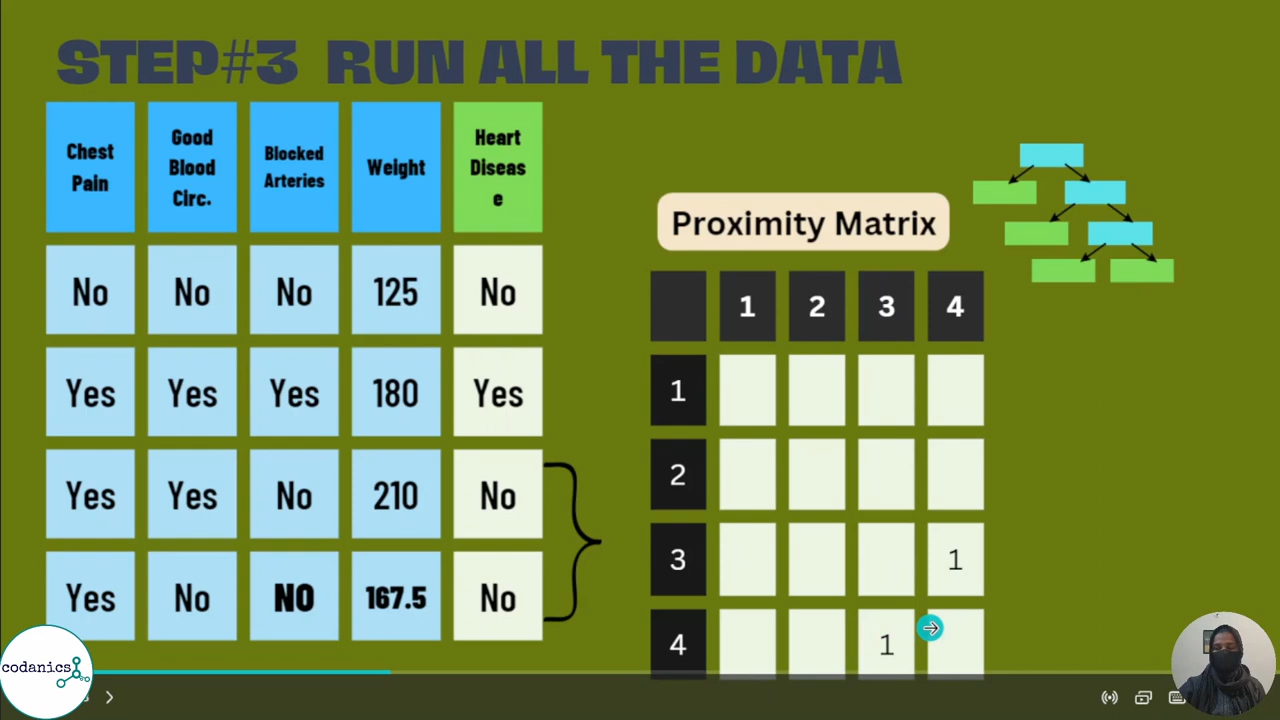 STEP#3 RUN ALL THE DATA
Chest
Pain
Good
Blood
Circ.
Blocked
Arteries
Weight
Heart
Diseas
e
No No No 125 No
Yes Yes Yes 180 Yes
Yes Yes No 210 No
Yes No NO 167.5 No
Proximity Matrix
1 2 3 4
1
2
3 1
4 1
codanics